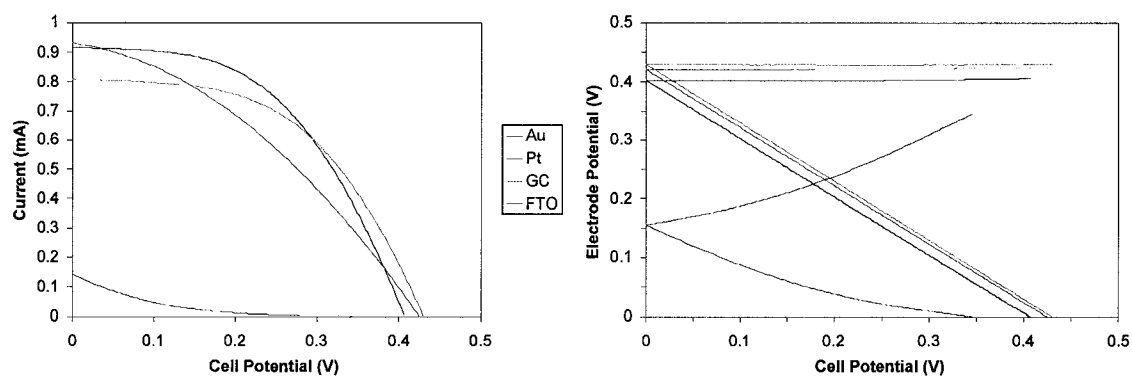 1
0.9
0.8
0.7
0.6
0.5
0.4
0.3
0.2
0.1
0
Current (mA)
0 0.1 0.2 0.3 0.4 0.5
Cell Potential (V)
Au
Pt
GC
FTO
0.5
0.4
0.3
0.2
0.1
0
Electrode Potential (V)
0 0.1 0.2 0.3 0.4 0.5
Cell Potential (V)